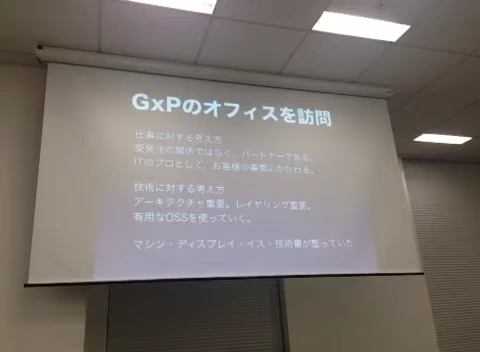 GxPのオフィスを訪問
仕事に対する考え方
受発注の関係ではなく、パートナーである。
ITのプロとして、お客様の事業にかかわる。
技術に対する考え方
アーキテクチャ重要。レイヤリング重要。
有用なOSSを使っていく。
マシン・ディスプレイ・イス・技術書が整っていた